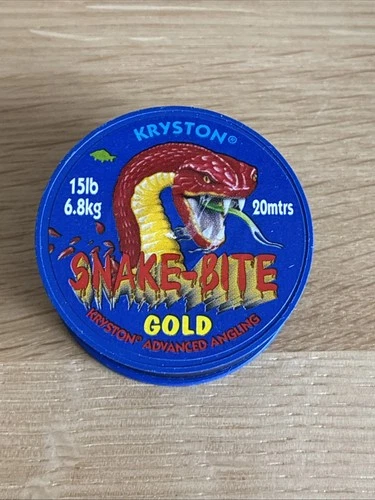 KRYSTON®
15lb
6.8kg
20mtrs
SNAKE-BITE
GOLD
KRYSTON® ADVANCED ANGLING